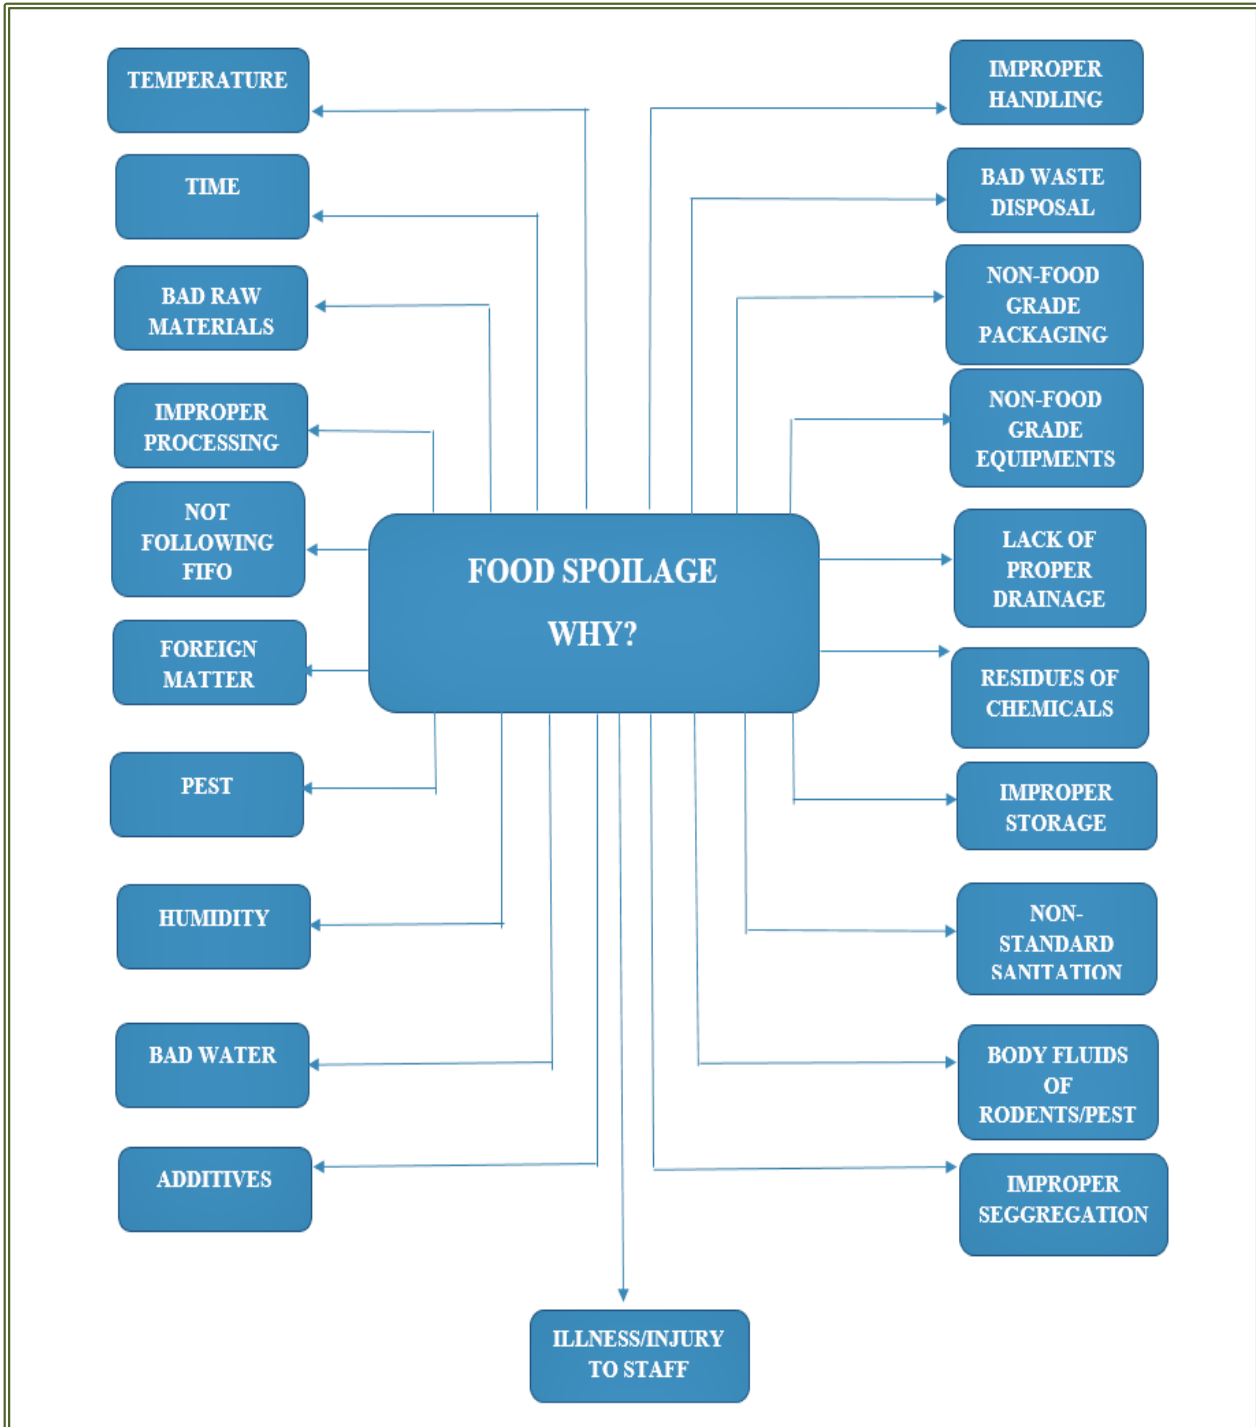 TEMPERATURE
TIME
BAD RAW
MATERIALS
IMPROPER
PROCESSING
NOT
FOLLOWING
FIFO
FOREIGN
MATTER
PEST
HUMIDITY
BAD WATER
ADDITIVES
FOOD SPOILAGE
WHY?
IMPROPER
HANDLING
BAD WASTE
DISPOSAL
NON-FOOD
GRADE
PACKAGING
NON-FOOD
GRADE
EQUIPMENTS
LACK OF
PROPER
DRAINAGE
RESIDUES OF
CHEMICALS
IMPROPER
STORAGE
NON-
STANDARD
SANITATION
BODY FLUIDS
OF
RODENTS/PEST
IMPROPER
SEGGREGATION
ILLNESS/INJURY
TO STAFF